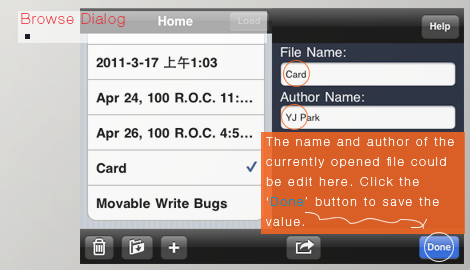 Browse Dialog
Home
Load
Help
2011-3-17 上午1:03
Apr 24, 100 R.O.C. 11:...
Apr 26, 100 R.O.C. 4:5...
Card
Movable Write Bugs
File Name:
Card
Author Name:
YJ Park
The name and author of the
currently opened file could
be edit here. Click the
'Done' button to save the
value.
Done